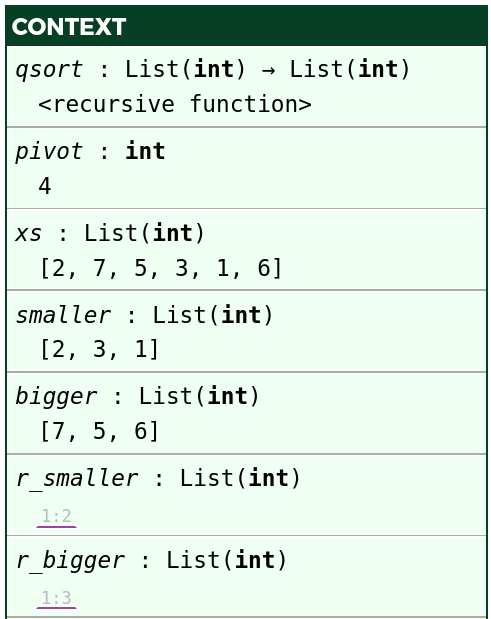 CONTEXT
qsort : List(int) → List(int)
<recursive function>
pivot : int
4
xs : List(int)
[2, 7, 5, 3, 1, 6]
smaller : List(int)
[2, 3, 1]
bigger : List(int)
[7, 5, 6]
r_smaller : List(int)
1:2
r_bigger : List(int)
1:3